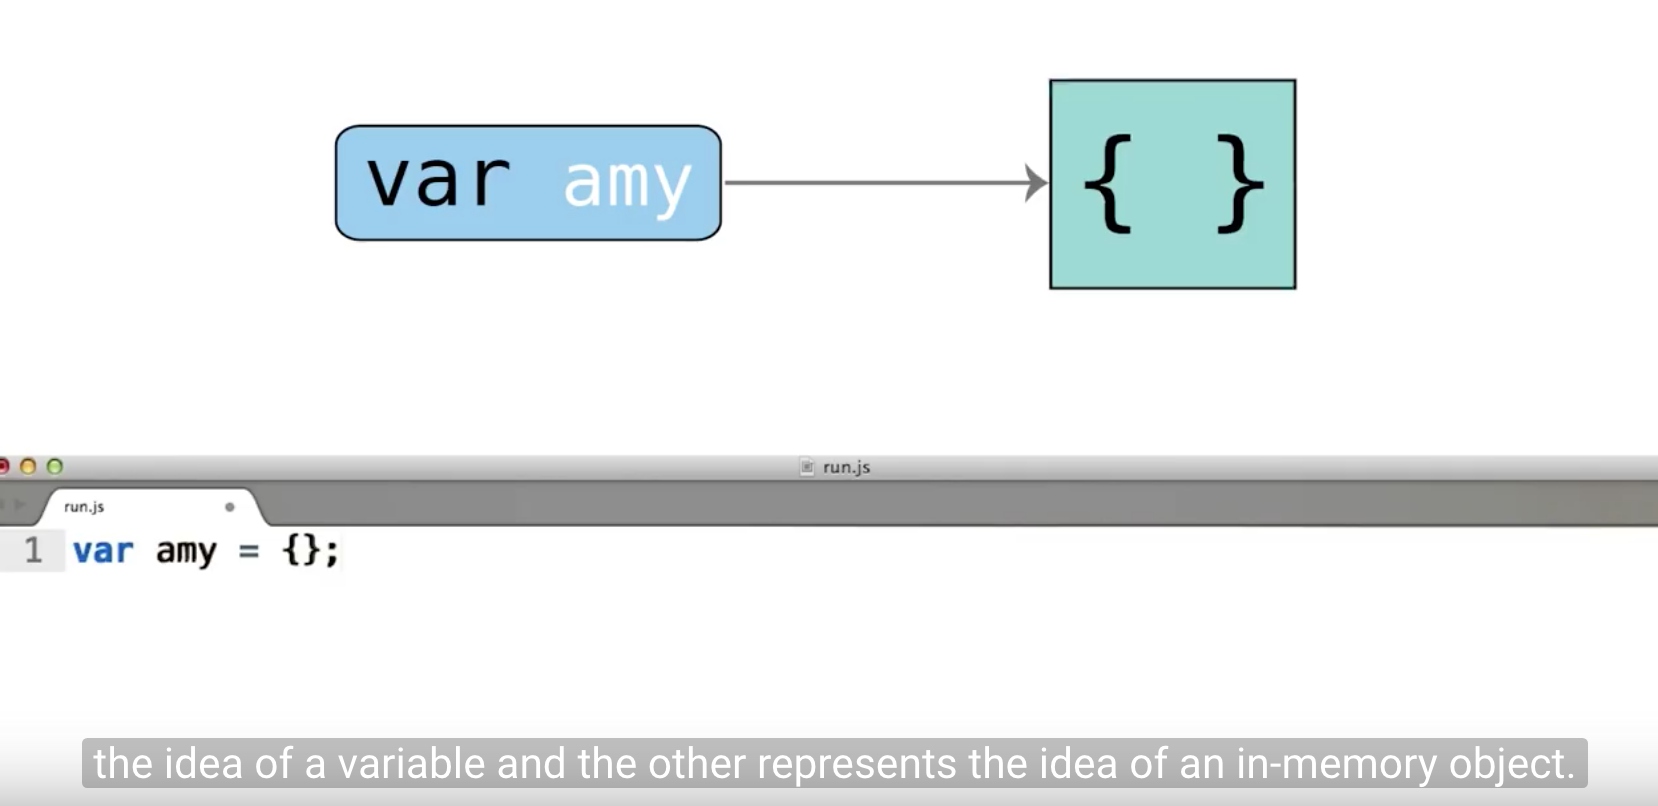 var amy
{ }
run.js
run.js
1 var amy = {};
the idea of a variable and the other represents the idea of an in-memory object.